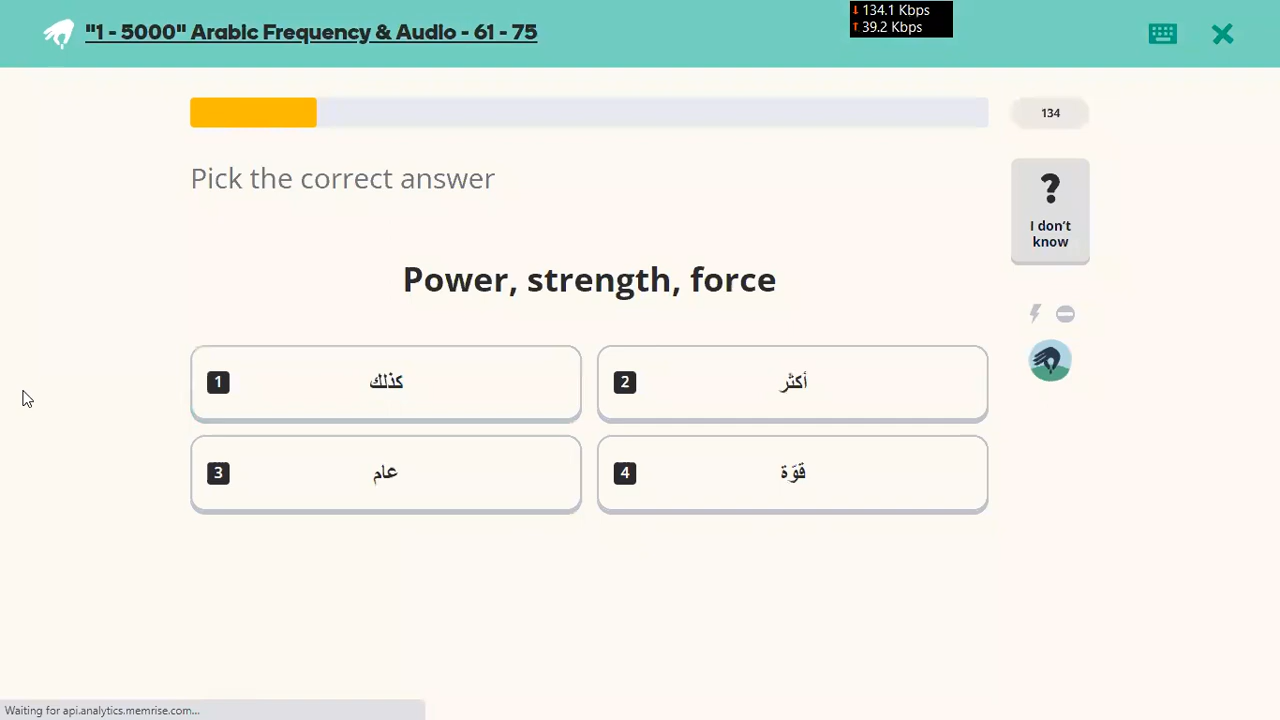 "1 - 5000" Arabic Frequency & Audio - 61 - 75
↓ 134.1 Kbps
↑ 39.2 Kbps
134
Pick the correct answer
?
I don't
know
Power, strength, force
1 كذلك
2 أكثر
3 عام
4 قوّة
Waiting for api.analytics.memrise.com...